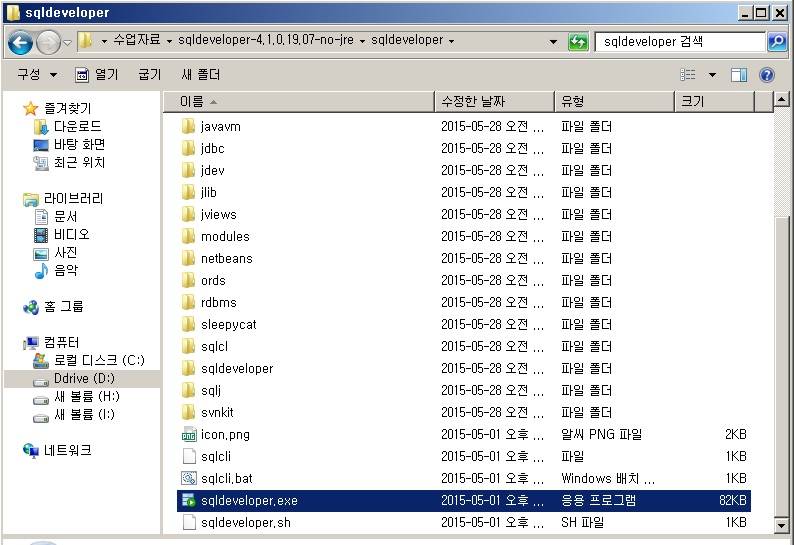 sqldeveloper
수업자료 sqldeveloper-4.1.0.19.07-no-jre sqldeveloper sqldeveloper 검색
구성 열기 굽기 새 폴더
이름 수정한 날짜 유형 크기
즐겨찾기
다운로드
바탕 화면
최근 위치
라이브러리
문서
비디오
사진
음악
홈 그룹
컴퓨터
로컬 디스크 (C:)
Ddrive (D:)
새 볼륨 (H:)
새 볼륨 (I:)
네트워크
javavm 2015-05-28 오전 ... 파일 폴더
jdbc 2015-05-28 오전 ... 파일 폴더
jdev 2015-05-28 오전 ... 파일 폴더
jlib 2015-05-28 오전 ... 파일 폴더
jviews 2015-05-28 오전 ... 파일 폴더
modules 2015-05-28 오전 ... 파일 폴더
netbeans 2015-05-28 오전 ... 파일 폴더
ords 2015-05-28 오전 ... 파일 폴더
rdbms 2015-05-28 오전 ... 파일 폴더
sleepycat 2015-05-28 오전 ... 파일 폴더
sqlcl 2015-05-28 오전 ... 파일 폴더
sqldeveloper 2015-05-28 오전 ... 파일 폴더
sqlj 2015-05-28 오전 ... 파일 폴더
svnkit 2015-05-28 오전 ... 파일 폴더
icon.png 2015-05-01 오후 ... 알씨 PNG 파일 2KB
sqlcli 2015-05-01 오후 ... 파일 1KB
sqlcli.bat 2015-05-01 오후 ... Windows 배치 ... 1KB
sqldeveloper.exe 2015-05-01 오후 ... 응용 프로그램 82KB
sqldeveloper.sh 2015-05-01 오후 ... SH 파일 1KB